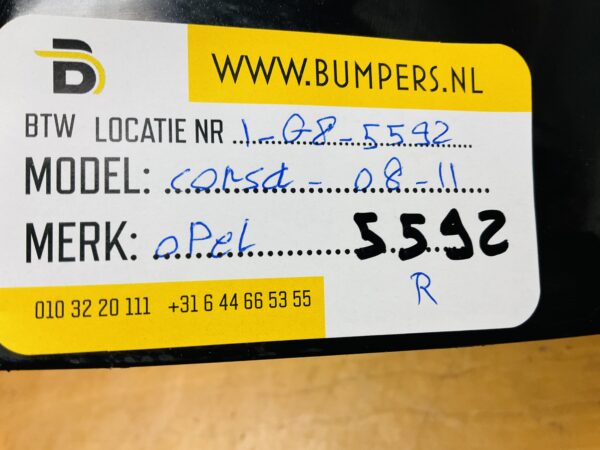 WWW.BUMPERS.NL
BTW LOCATIE NR 1-G8-5592
MODEL: corsa - 08-11
MERK: oPel 5592
R
010 32 20 111 +31 6 44 66 53 55